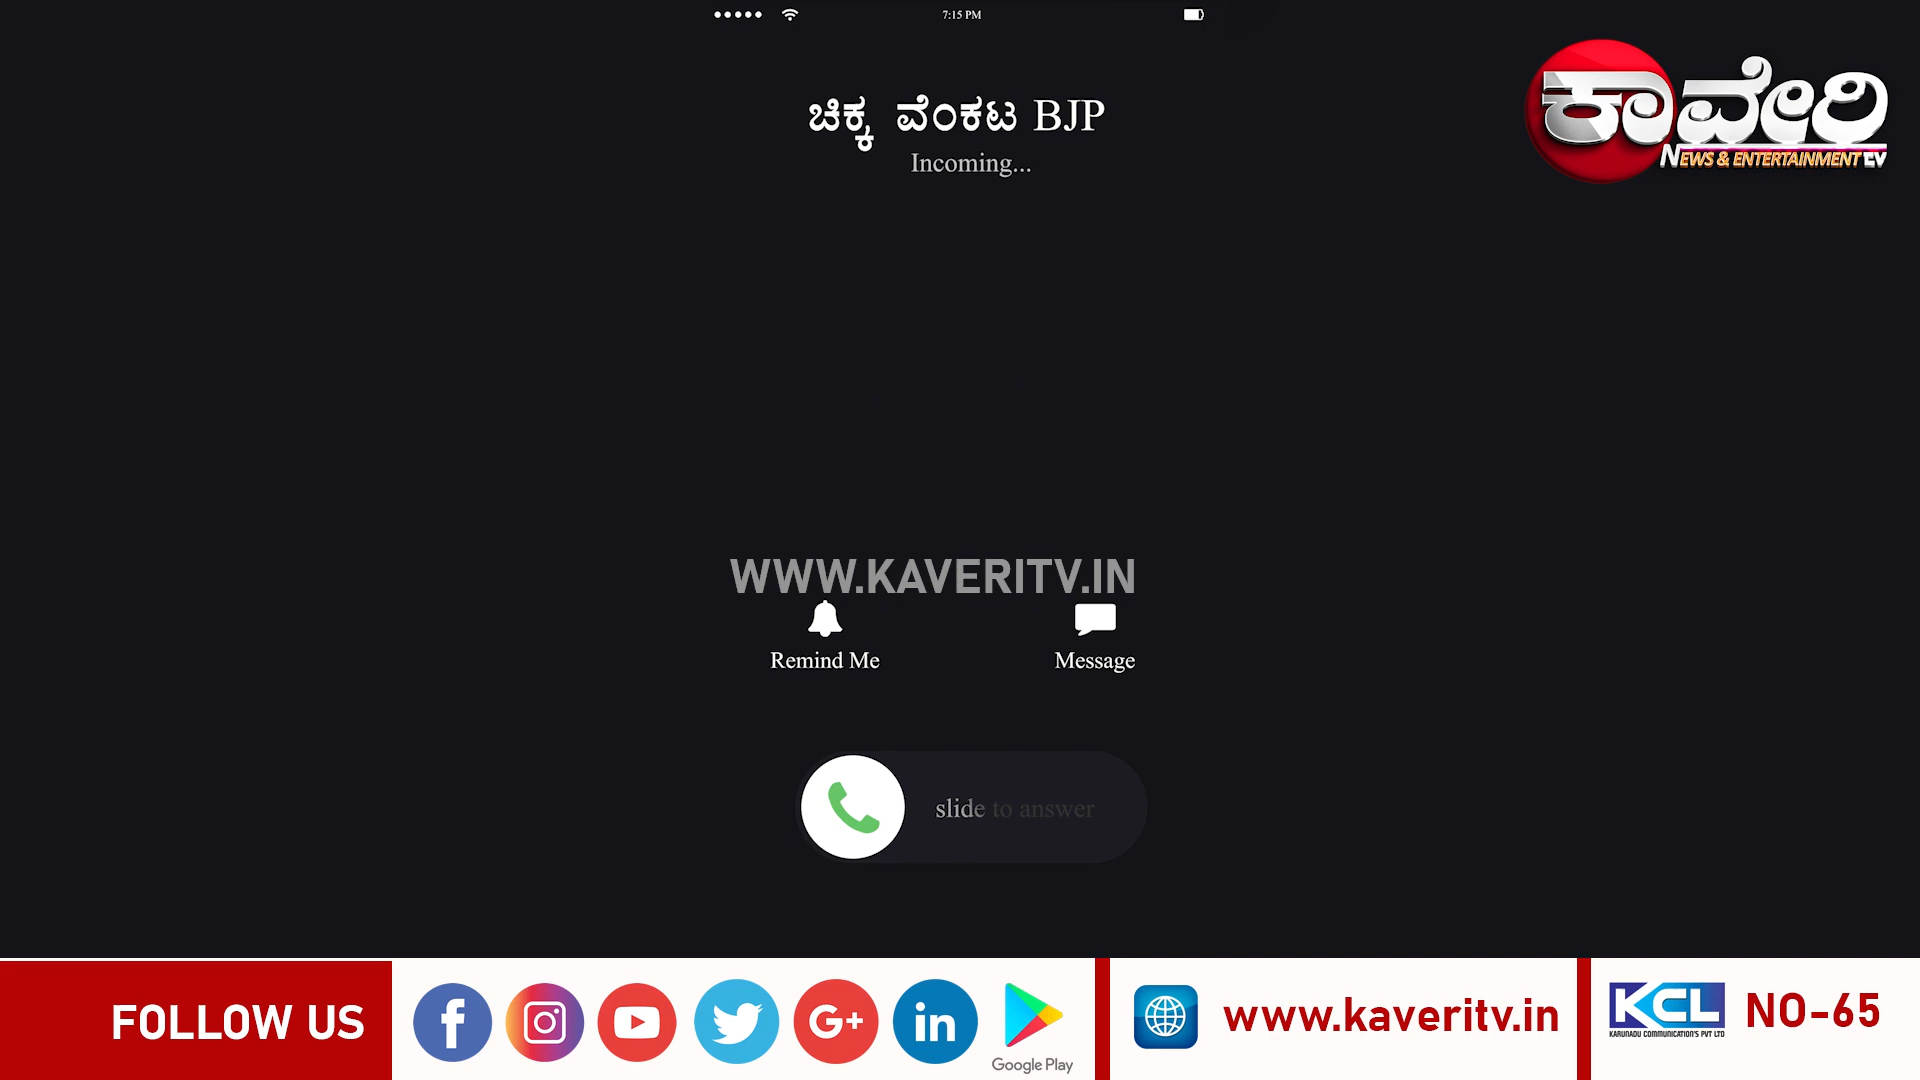 7:15 PM
ಚಿಕ್ಕ ವೆಂಕಟ BJP
Incoming...
ಕಾವೇರಿ
NEWS & ENTERTAINMENT
WWW.KAVERITV.IN
Remind Me
Message
slide to answer
FOLLOW US
Google Play
www.kaveritv.in
KCL
KARUNADU COMMUNICATION'S PVT LTD
NO-65